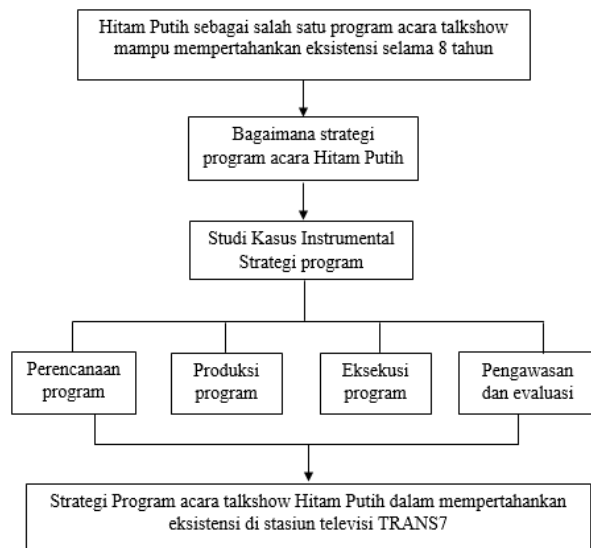 Hitam Putih sebagai salah satu program acara talkshow
mampu mempertahankan eksistensi selama 8 tahun
Bagaimana strategi
program acara Hitam Putih
Studi Kasus Instrumental
Strategi program
Perencanaan
program
Produksi
program
Eksekusi
program
Pengawasan
dan evaluasi
Strategi Program acara talkshow Hitam Putih dalam mempertahankan
eksistensi di stasiun televisi TRANS7